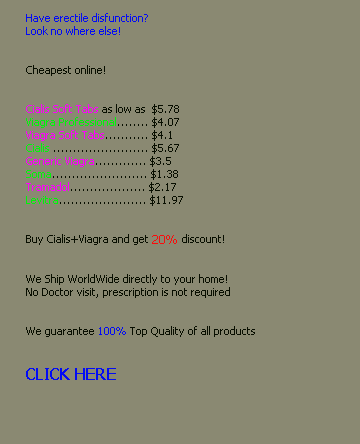 Have erectile disfunction?
Look no where else!
Cheapest online!
Cialis Soft Tabs as low as $5.78
Viagra Professional........ $4.07
Viagra Soft Tabs........... $4.1
Cialis........................ $5.67
Generic Viagra............. $3.5
Soma........................ $1.38
Tramadol................... $2.17
...................... $11.97
Buy Cialis+Viagra and get 20% discount!
We Ship WorldWide directly to your home!
No Doctor visit, prescription is not required
We guarantee 100% Top Quality of all products
CLICK HERE